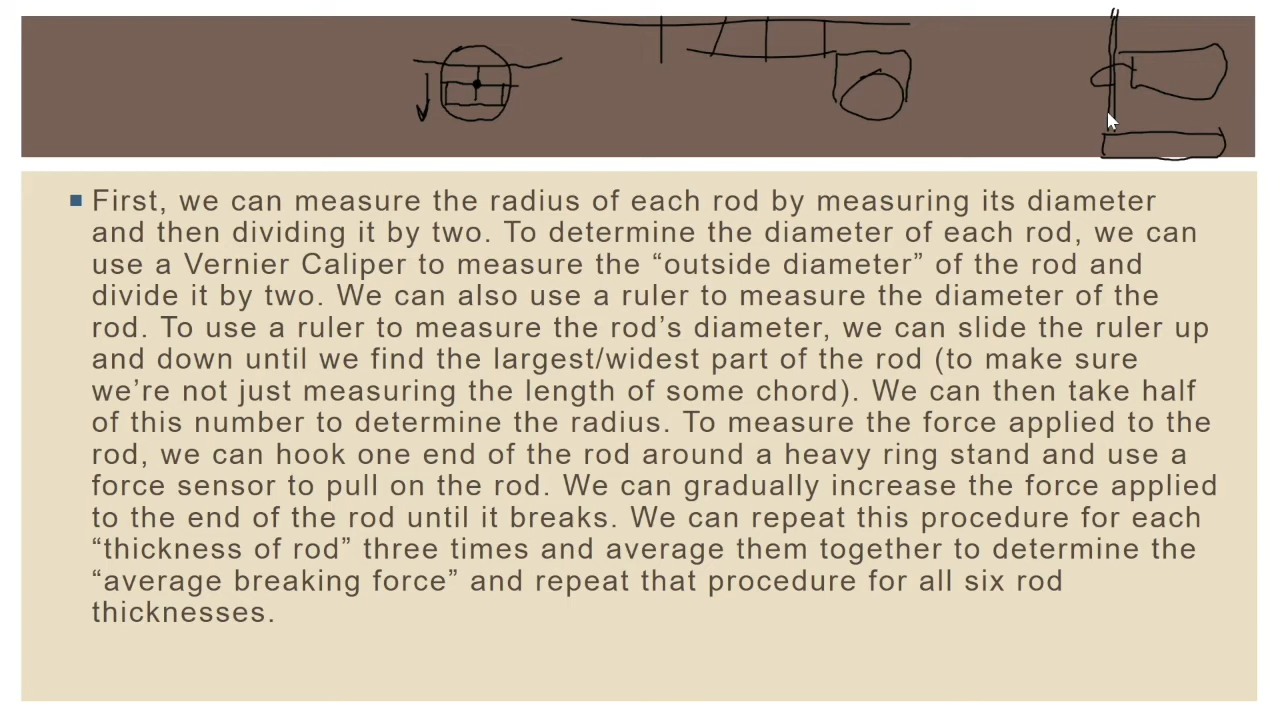 First, we can measure the radius of each rod by measuring its diameter
and then dividing it by two. To determine the diameter of each rod, we can
use a Vernier Caliper to measure the “outside diameter” of the rod and
divide it by two. We can also use a ruler to measure the diameter of the
rod. To use a ruler to measure the rod’s diameter, we can slide the ruler up
and down until we find the largest/widest part of the rod (to make sure
we’re not just measuring the length of some chord). We can then take half
of this number to determine the radius. To measure the force applied to the
rod, we can hook one end of the rod around a heavy ring stand and use a
force sensor to pull on the rod. We can gradually increase the force applied
to the end of the rod until it breaks. We can repeat this procedure for each
“thickness of rod” three times and average them together to determine the
“average breaking force” and repeat that procedure for all six rod
thicknesses.